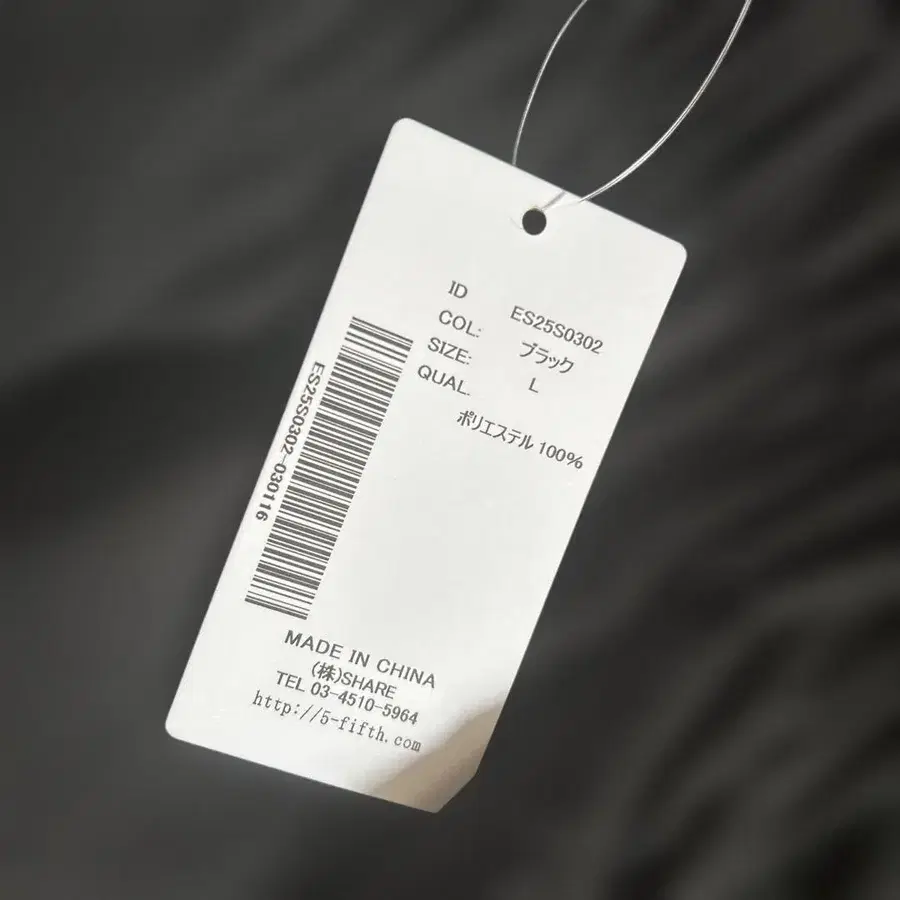 ID ES25S0302
COL: ブラック
SIZE: L
QUAL.
ポリエステル 100%
ES25S0302-030116
MADE IN CHINA
(株)SHARE
TEL 03-4510-5964
http://5-fifth.com